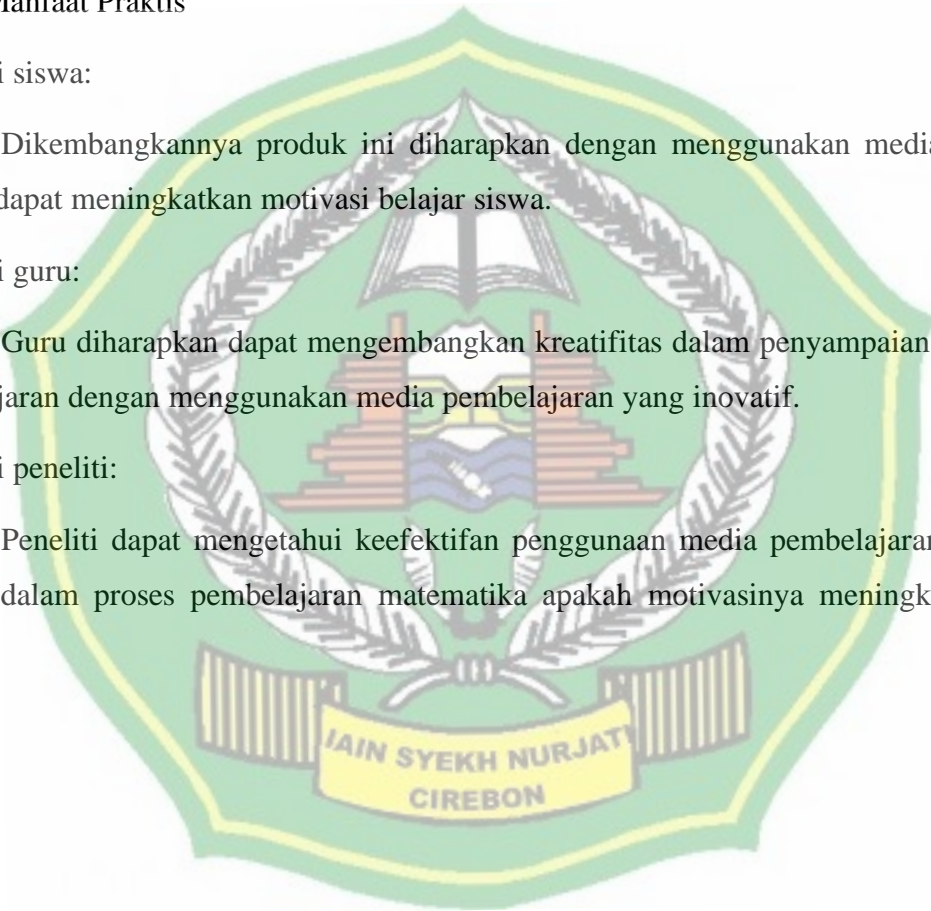 Manfaat Praktis
i siswa:
Dikembangkannya produk ini diharapkan dengan menggunakan media
dapat meningkatkan motivasi belajar siswa.
i guru:
Guru diharapkan dapat mengembangkan kreatifitas dalam penyampaian
jaran dengan menggunakan media pembelajaran yang inovatif.
i peneliti:
Peneliti dapat mengetahui keefektifan penggunaan media pembelajaran
dalam proses pembelajaran matematika apakah motivasinya meningk
IAIN SYEKH NURJATI
CIREBON